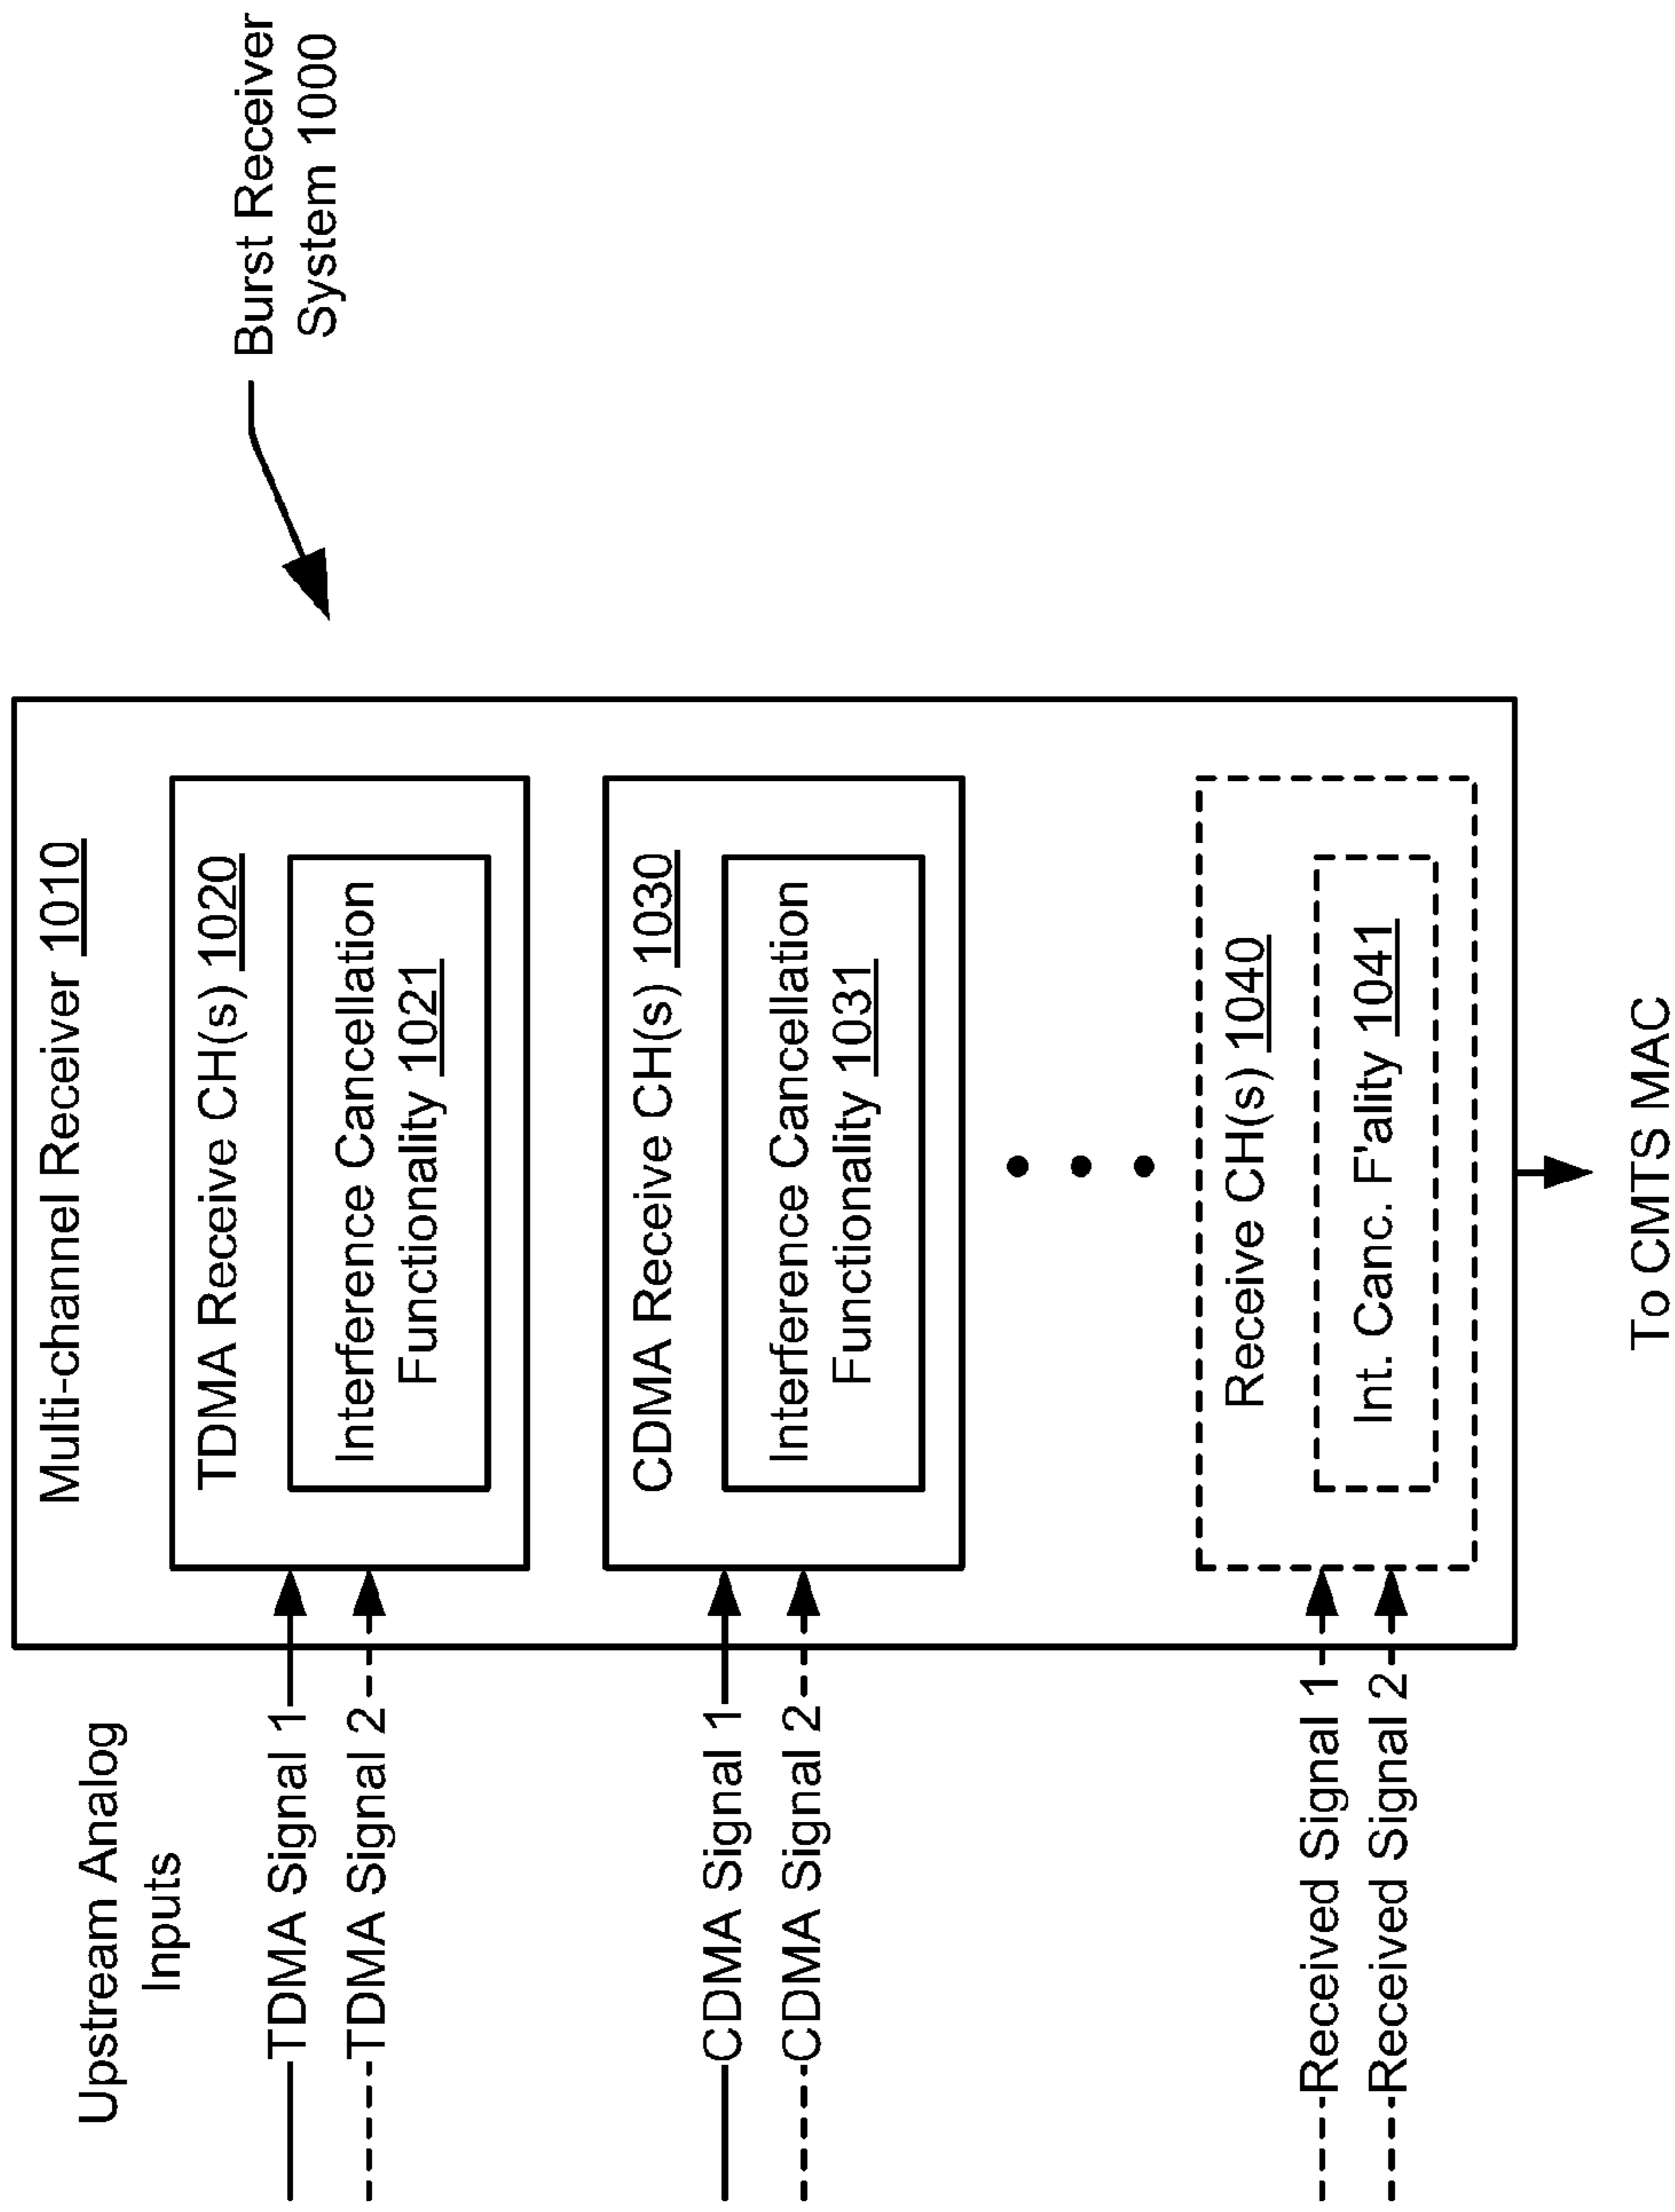 Burst Receiver
System 1000
Multi-channel Receiver 1010
Upstream Analog
Inputs
TDMA Signal 1
TDMA Signal 2
TDMA Receive CH(s) 1020
Interference Cancellation
Functionality 1021
CDMA Signal 1
CDMA Signal 2
CDMA Receive CH(s) 1030
Interference Cancellation
Functionality 1031
Received Signal 1
Received Signal 2
Receive CH(s) 1040
Int. Canc. F'ality 1041
To CMTS MAC